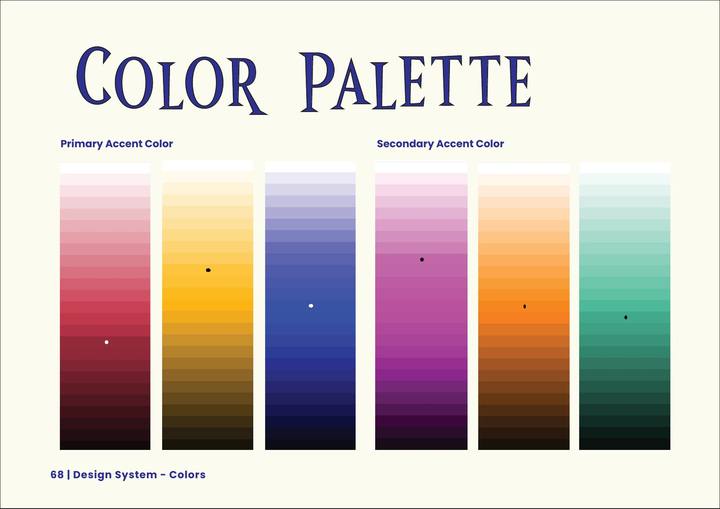 Color Palette
Primary Accent Color
Secondary Accent Color
68 | Design System - Colors